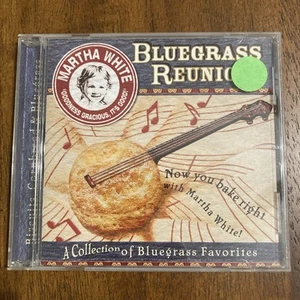 MARTHA WHITE
"GOODNESS GRACIOUS, IT'S GOOD!"
BLUEGRASS
REUNIO
Now you bake right
with Martha White!
A Collection of Bluegrass Favorites